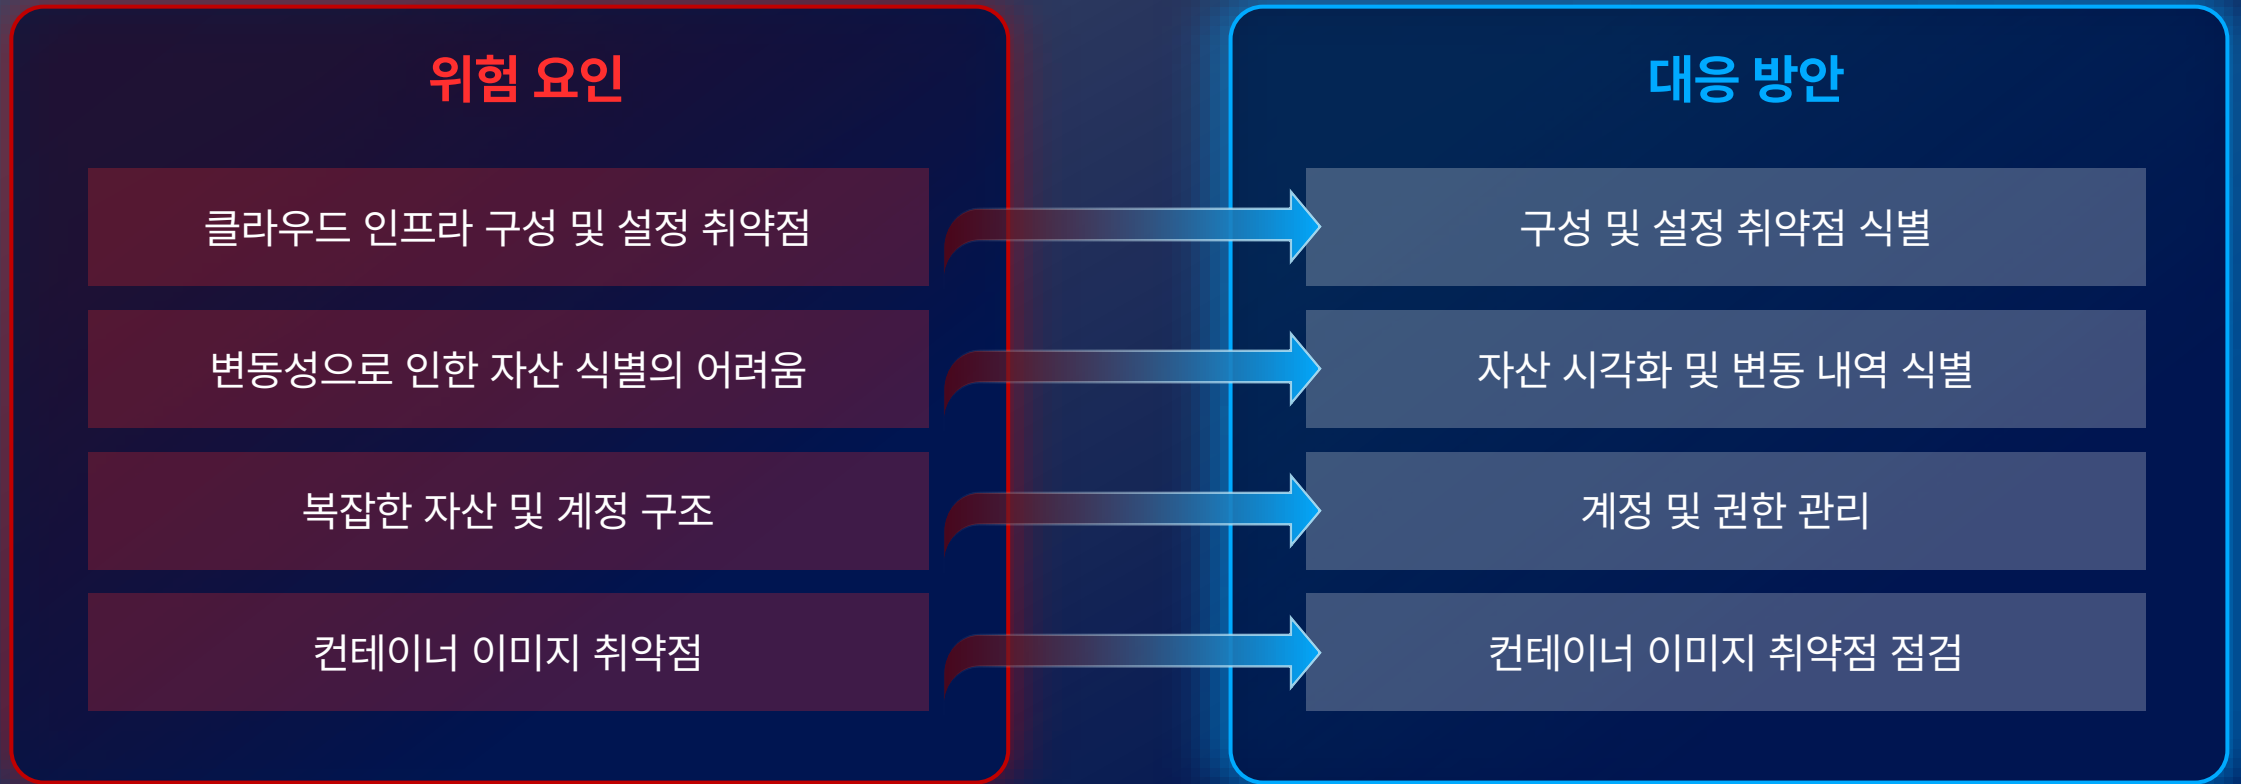 위험 요인
클라우드 인프라 구성 및 설정 취약점
변동성으로 인한 자산 식별의 어려움
복잡한 자산 및 계정 구조
컨테이너 이미지 취약점
대응 방안
구성 및 설정 취약점 식별
자산 시각화 및 변동 내역 식별
계정 및 권한 관리
컨테이너 이미지 취약점 점검